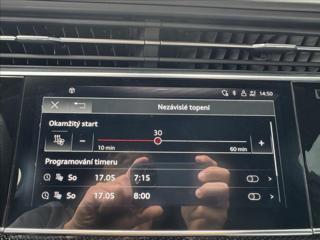 14:50
Nezávislé topení
Okamžitý start
30
10 min 60 min
Programování timeru
So 17.05 7:15
So 17.05 8:00